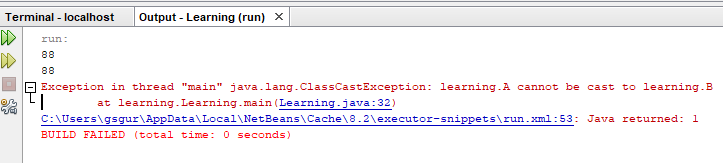 Terminal - localhost
Output - Learning (run)
run:
88
88
Exception in thread "main" java.lang.ClassCastException: learning.A cannot be cast to learning.B
at learning.Learning.main(Learning.java:32)
C:\Users\gsgur\AppData\Local\NetBeans\Cache\8.2\executor-snippets\run.xml:53: Java returned: 1
BUILD FAILED (total time: 0 seconds)